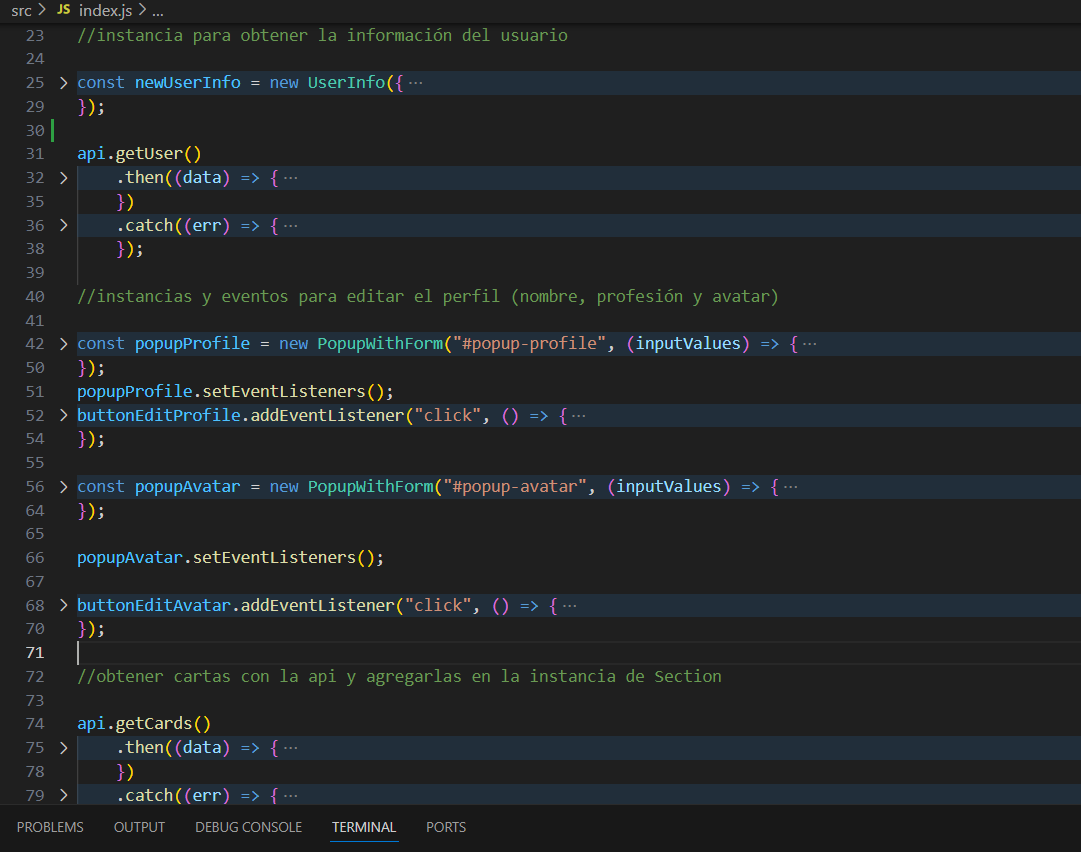 src > JS index.js > ...
23 //instancia para obtener la información del usuario
24
25 > const newUserInfo = new UserInfo({ ···
29 });
30
31 api.getUser()
32 > .then((data) => { ···
35 })
36 > .catch((err) => { ···
38 });
39
40 //instancias y eventos para editar el perfil (nombre, profesión y avatar)
41
42 > const popupProfile = new PopupWithForm("#popup-profile", (inputValues) => { ···
50 });
51 popupProfile.setEventListeners();
52 > buttonEditProfile.addEventListener("click", () => { ···
54 });
55
56 > const popupAvatar = new PopupWithForm("#popup-avatar", (inputValues) => { ···
64 });
65
66 popupAvatar.setEventListeners();
67
68 > buttonEditAvatar.addEventListener("click", () => { ···
70 });
71
72 //obtener cartas con la api y agregarlas en la instancia de Section
73
74 api.getCards()
75 > .then((data) => { ···
78 })
79 > .catch((err) => { ···
PROBLEMS OUTPUT DEBUG CONSOLE TERMINAL PORTS